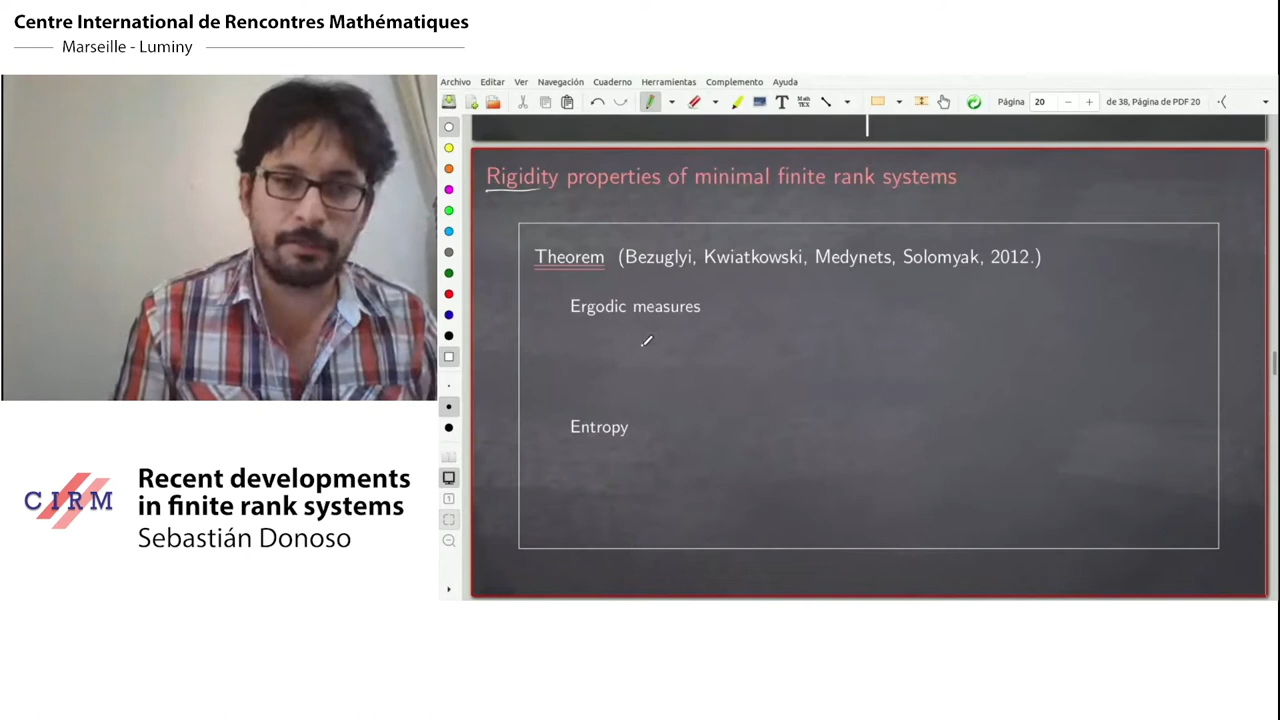 Centre International de Rencontres Mathématiques
Marseille - Luminy
Archivo Editar Ver Navegación Cuaderno Herramientas Complemento Ayuda
T Math TEX Página 20 de 38, Página de PDF 20
Rigidity properties of minimal finite rank systems
Theorem (Bezuglyi, Kwiatkowski, Medynets, Solomyak, 2012.)
Ergodic measures
Entropy
CIRM
Recent developments
in finite rank systems
Sebastián Donoso